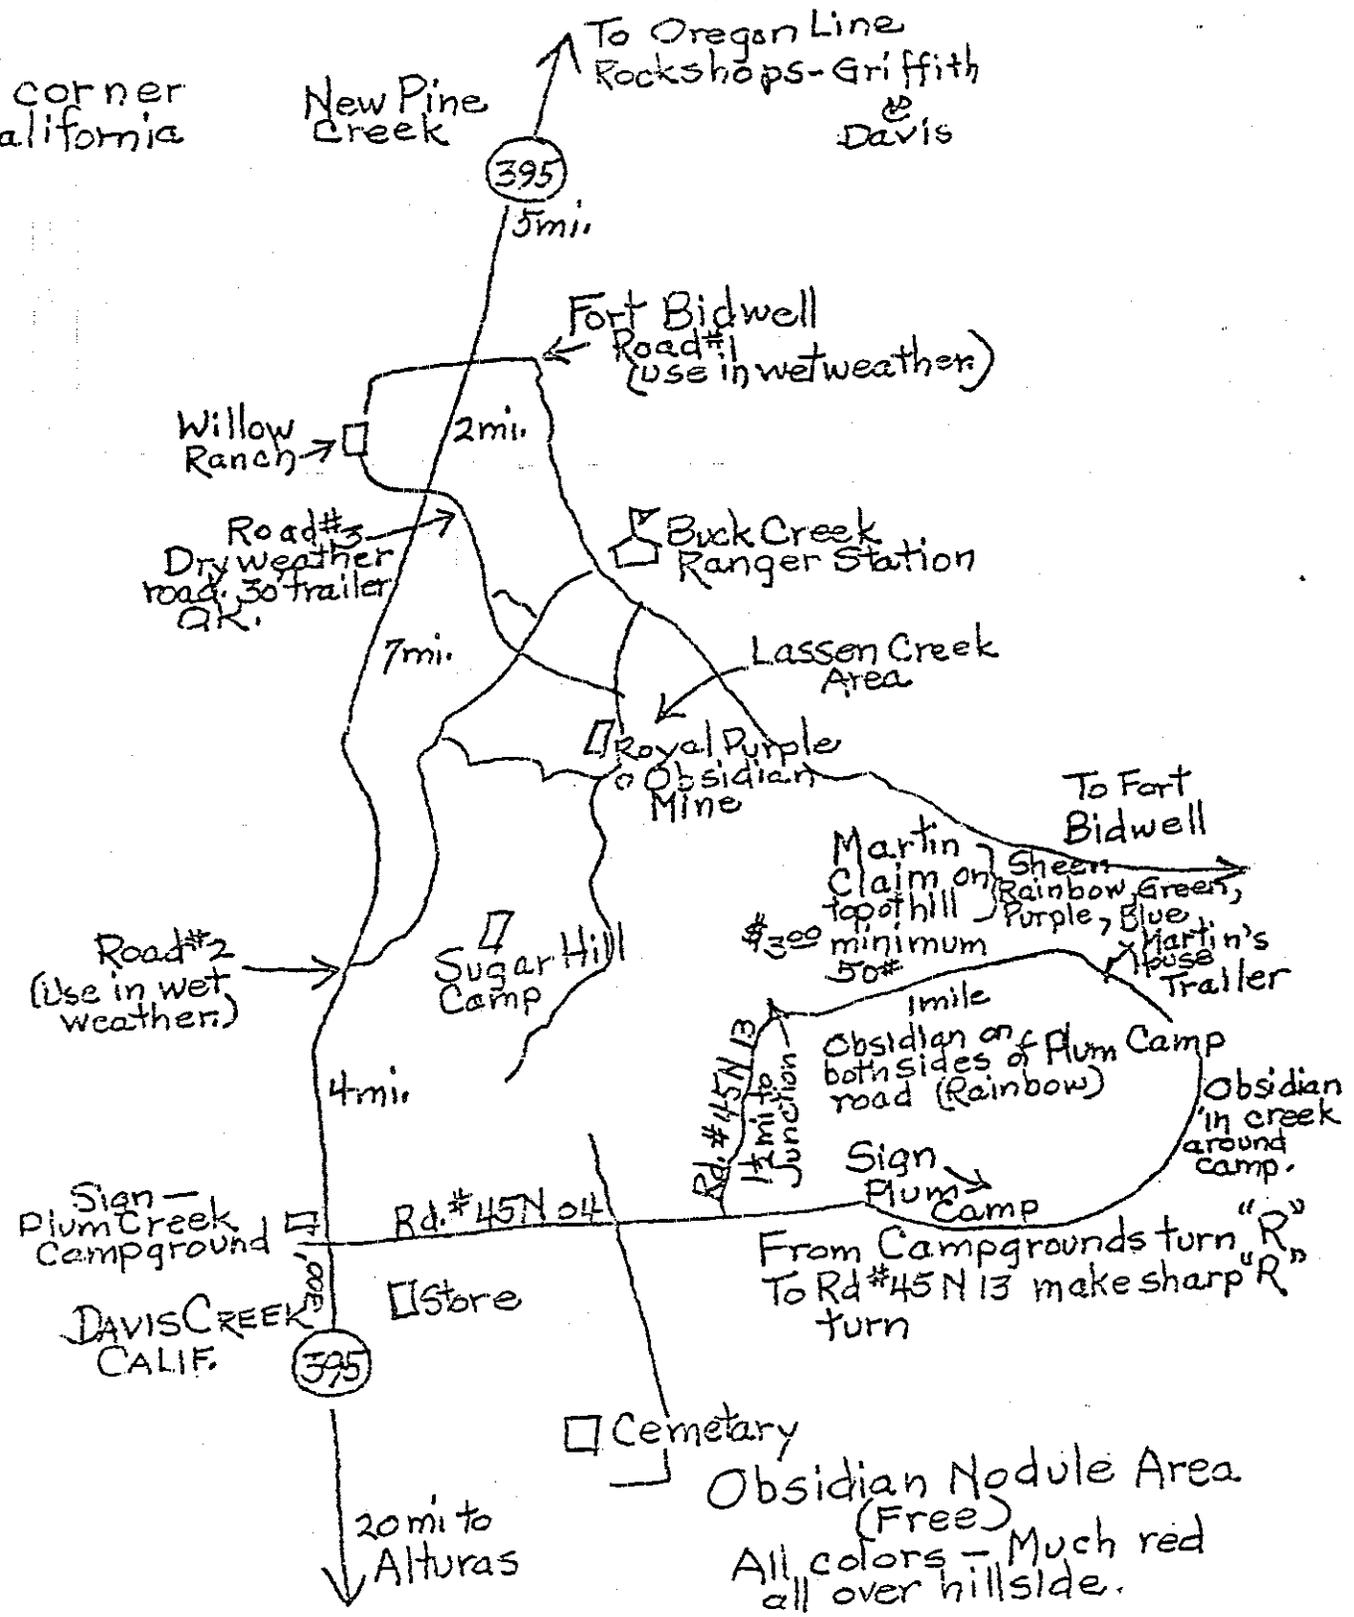 corner
alifornia
New Pine
Creek
To Oregon Line
Rockshops-Griffith
&
Davis
395
5mi.
Fort Bidwell
Road #1
(use in wet weather.)
Willow
Ranch
2mi.
Road #3
Dry weather
road. 30' trailer
OK.
Buck Creek
Ranger Station
7mi.
Lassen Creek
Area
Royal Purple
Obsidian
Mine
To Fort
Bidwell
Martin
Claim on
top of hill
Sheen
Rainbow, Green,
Purple, Blue
$3.00 minimum
50#
Martin's
house
Trailer
Road #2
(Use in wet
weather.)
Sugar Hill
Camp
1 mile
Obsidian on
both sides of
road (Rainbow)
Plum Camp
Rd. #45 N 13
1½ mi to
Junction
Obsidian
in creek
around
camp.
4mi.
Sign
Plum
Camp
Sign —
Plum Creek
Campground
Rd. #45 N 04
From Campgrounds turn "R"
To Rd #45 N 13 make sharp "R"
turn
300'
Store
DAVIS CREEK
CALIF.
395
Cemetary
Obsidian Nodule Area
(Free)
All colors — Much red
all over hillside.
20 mi to
Alturas